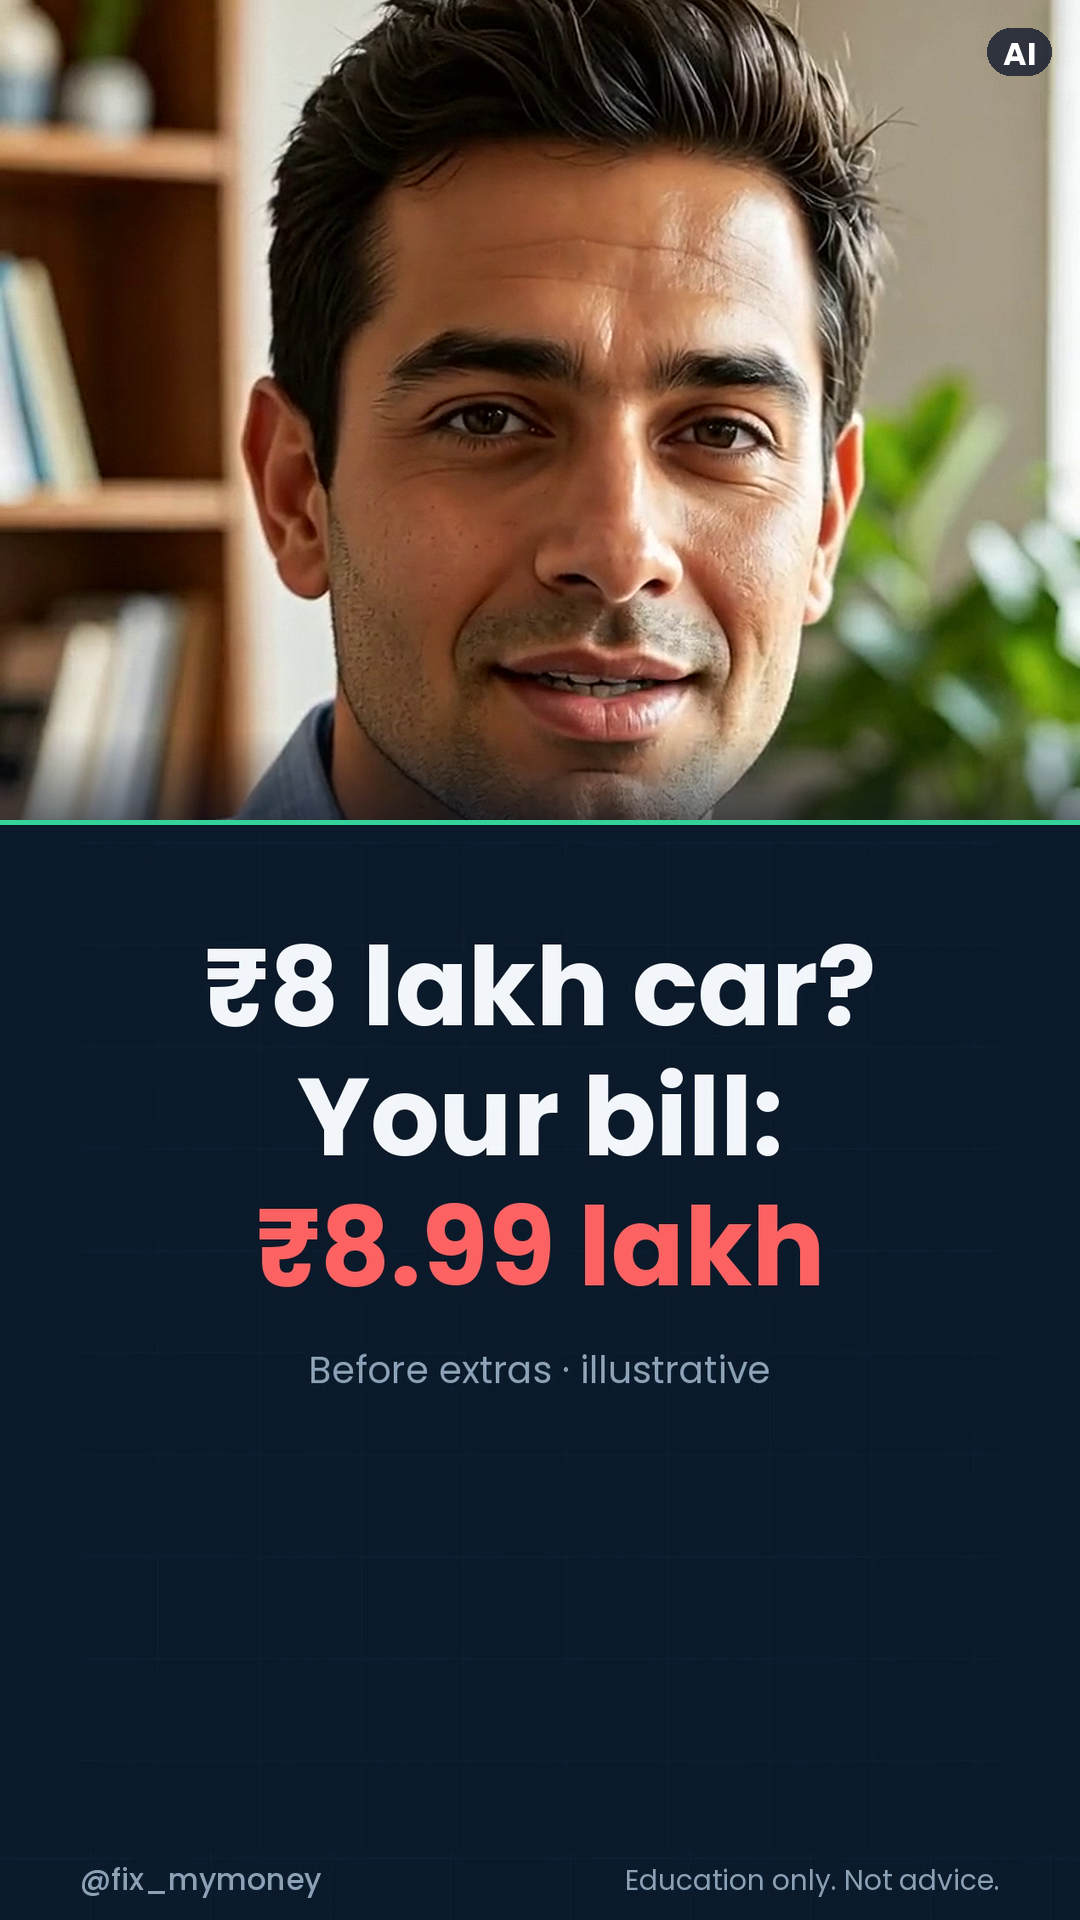 AI
₹8 lakh car?
Your bill:
₹8.99 lakh
Before extras · illustrative
@fix_mymoney
Education only. Not advice.